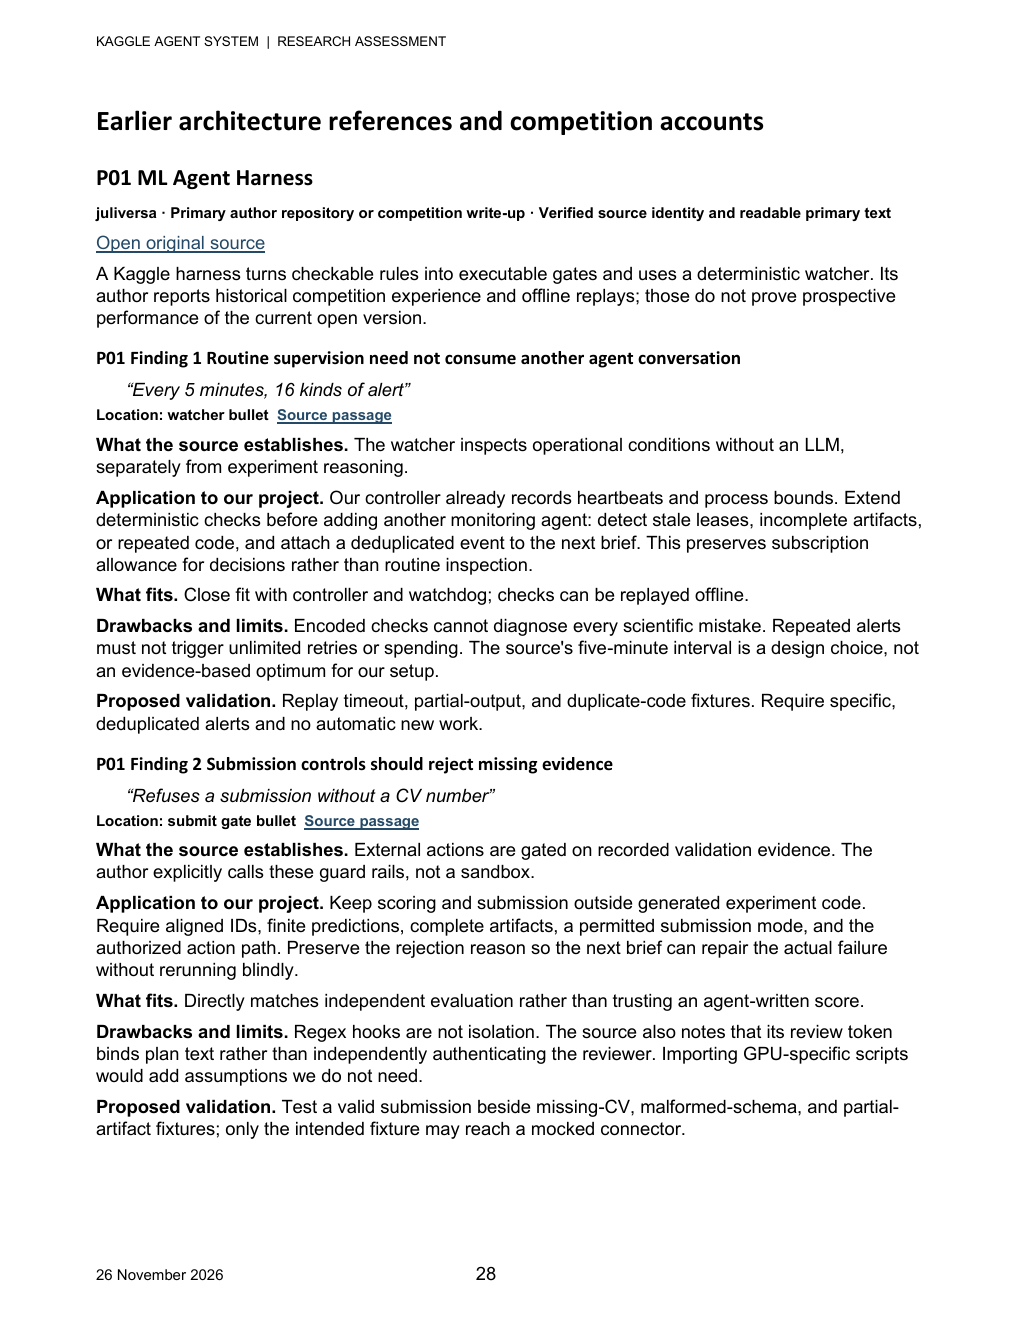 KAGGLE AGENT SYSTEM | RESEARCH ASSESSMENT
Earlier architecture references and competition accounts
P01 ML Agent Harness
juliversa · Primary author repository or competition write-up · Verified source identity and readable primary text
Open original source
A Kaggle harness turns checkable rules into executable gates and uses a deterministic watcher. Its
author reports historical competition experience and offline replays; those do not prove prospective
performance of the current open version.
P01 Finding 1 Routine supervision need not consume another agent conversation
“Every 5 minutes, 16 kinds of alert”
Location: watcher bullet Source passage
What the source establishes. The watcher inspects operational conditions without an LLM,
separately from experiment reasoning.
Application to our project. Our controller already records heartbeats and process bounds. Extend
deterministic checks before adding another monitoring agent: detect stale leases, incomplete artifacts,
or repeated code, and attach a deduplicated event to the next brief. This preserves subscription
allowance for decisions rather than routine inspection.
What fits. Close fit with controller and watchdog; checks can be replayed offline.
Drawbacks and limits. Encoded checks cannot diagnose every scientific mistake. Repeated alerts
must not trigger unlimited retries or spending. The source's five-minute interval is a design choice, not
an evidence-based optimum for our setup.
Proposed validation. Replay timeout, partial-output, and duplicate-code fixtures. Require specific,
deduplicated alerts and no automatic new work.
P01 Finding 2 Submission controls should reject missing evidence
“Refuses a submission without a CV number”
Location: submit gate bullet Source passage
What the source establishes. External actions are gated on recorded validation evidence. The
author explicitly calls these guard rails, not a sandbox.
Application to our project. Keep scoring and submission outside generated experiment code.
Require aligned IDs, finite predictions, complete artifacts, a permitted submission mode, and the
authorized action path. Preserve the rejection reason so the next brief can repair the actual failure
without rerunning blindly.
What fits. Directly matches independent evaluation rather than trusting an agent-written score.
Drawbacks and limits. Regex hooks are not isolation. The source also notes that its review token
binds plan text rather than independently authenticating the reviewer. Importing GPU-specific scripts
would add assumptions we do not need.
Proposed validation. Test a valid submission beside missing-CV, malformed-schema, and partial-
artifact fixtures; only the intended fixture may reach a mocked connector.
26 November 2026
28